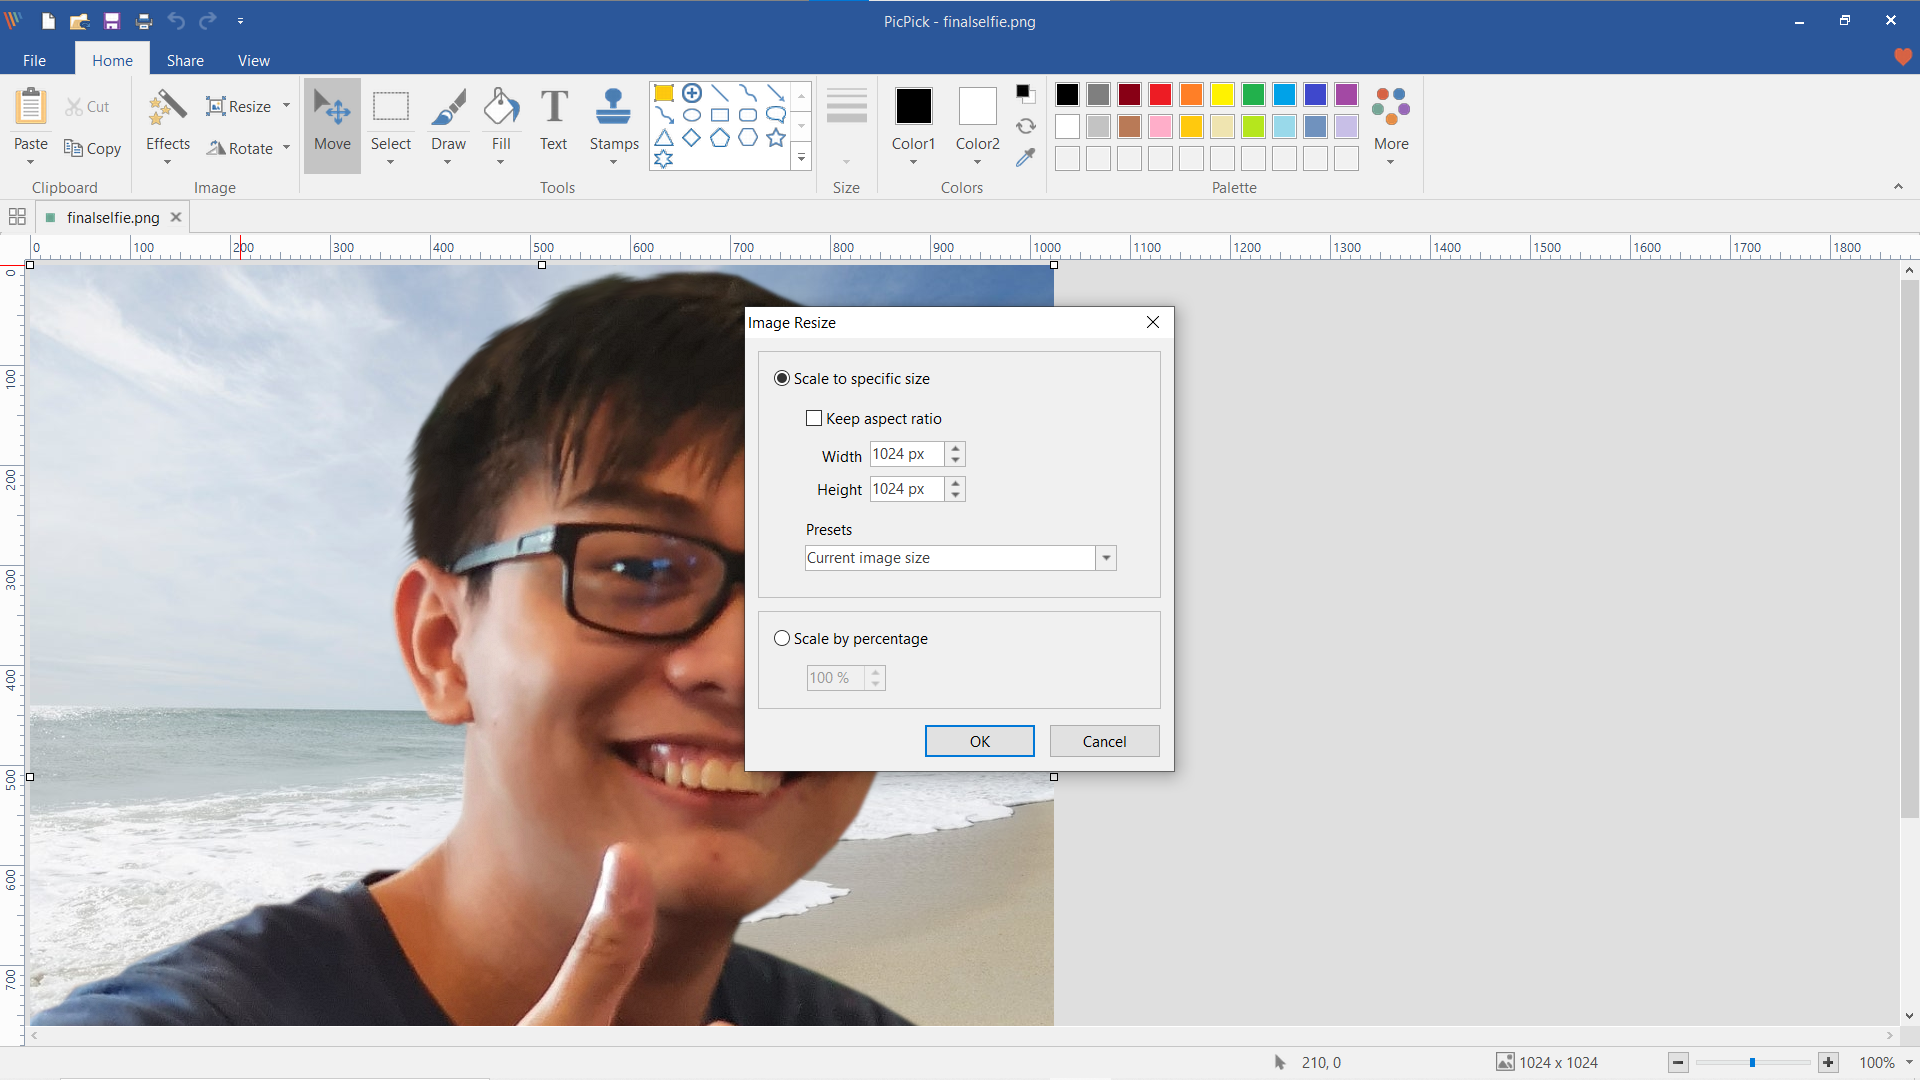 PicPick - finalselfie.png
File Home Share View
Paste Cut Copy Clipboard
Effects Resize Rotate Image
Move Select Draw Fill Text Stamps Tools
Size
Color1 Color2 Colors
More Palette
finalselfie.png
0 100 200 300 400 500 600 700 800 900 1000 1100 1200 1300 1400 1500 1600 1700 1800
0
100
200
300
400
500
600
700
Image Resize
Scale to specific size
Keep aspect ratio
Width 1024 px
Height 1024 px
Presets
Current image size
Scale by percentage
100 %
OK Cancel
210, 0 1024 x 1024 100%